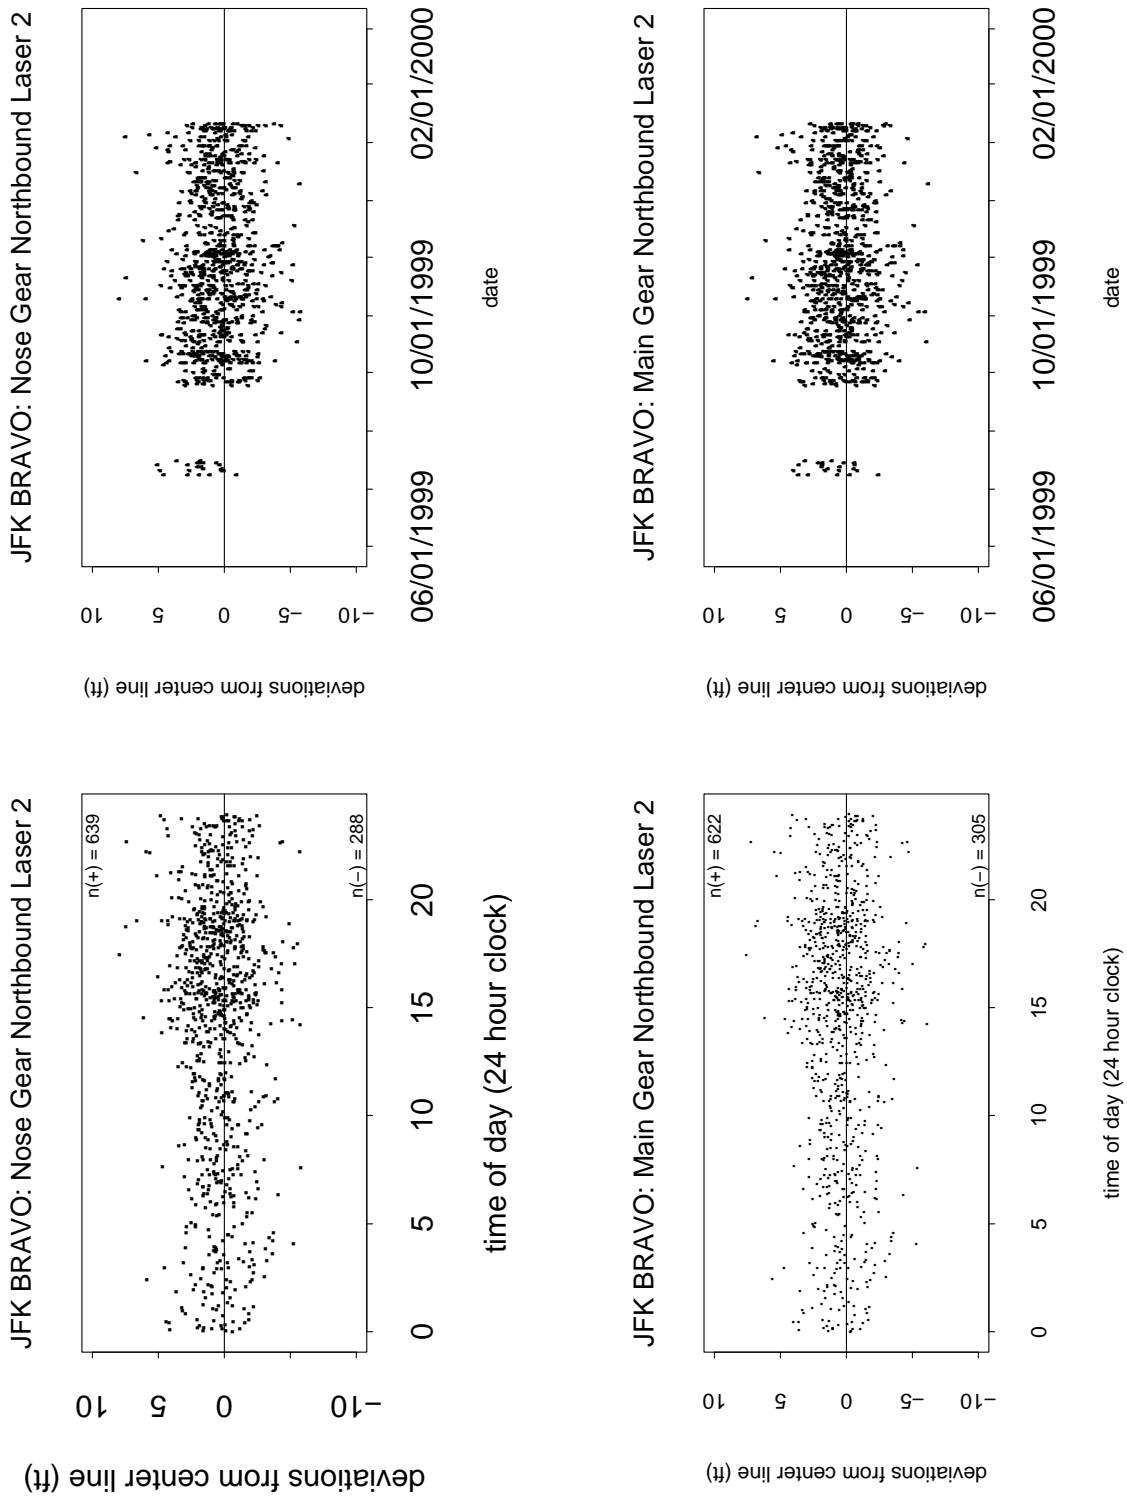 JFK BRAVO: Nose Gear Northbound Laser 2
n(+) = 639
n(−) = 288
10
5
0
−10
deviations from center line (ft)
0
5
10
15
20
time of day (24 hour clock)
JFK BRAVO: Nose Gear Northbound Laser 2
10
5
0
−5
−10
deviations from center line (ft)
06/01/1999
10/01/1999
02/01/2000
date
JFK BRAVO: Main Gear Northbound Laser 2
n(+) = 622
n(−) = 305
10
5
0
−5
−10
deviations from center line (ft)
0
5
10
15
20
time of day (24 hour clock)
JFK BRAVO: Main Gear Northbound Laser 2
10
5
0
−5
−10
deviations from center line (ft)
06/01/1999
10/01/1999
02/01/2000
date